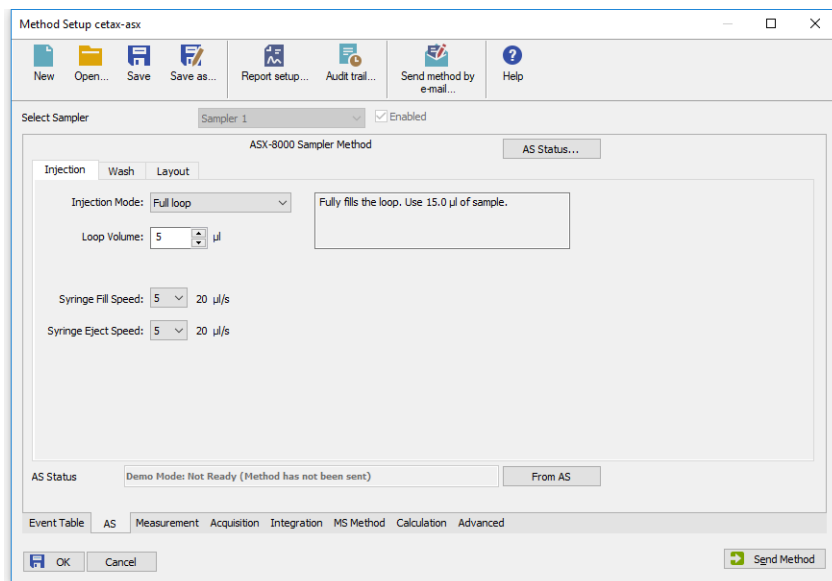 Method Setup cetax-asx
New Open... Save Save as... Report setup... Audit trail... Send method by e-mail... Help
Select Sampler Sampler 1 Enabled
ASX-8000 Sampler Method AS Status...
Injection Wash Layout
Injection Mode: Full loop Fully fills the loop. Use 15.0 µl of sample.
Loop Volume: 5 µl
Syringe Fill Speed: 5 20 µl/s
Syringe Eject Speed: 5 20 µl/s
AS Status Demo Mode: Not Ready (Method has not been sent) From AS
Event Table AS Measurement Acquisition Integration MS Method Calculation Advanced
OK Cancel Send Method